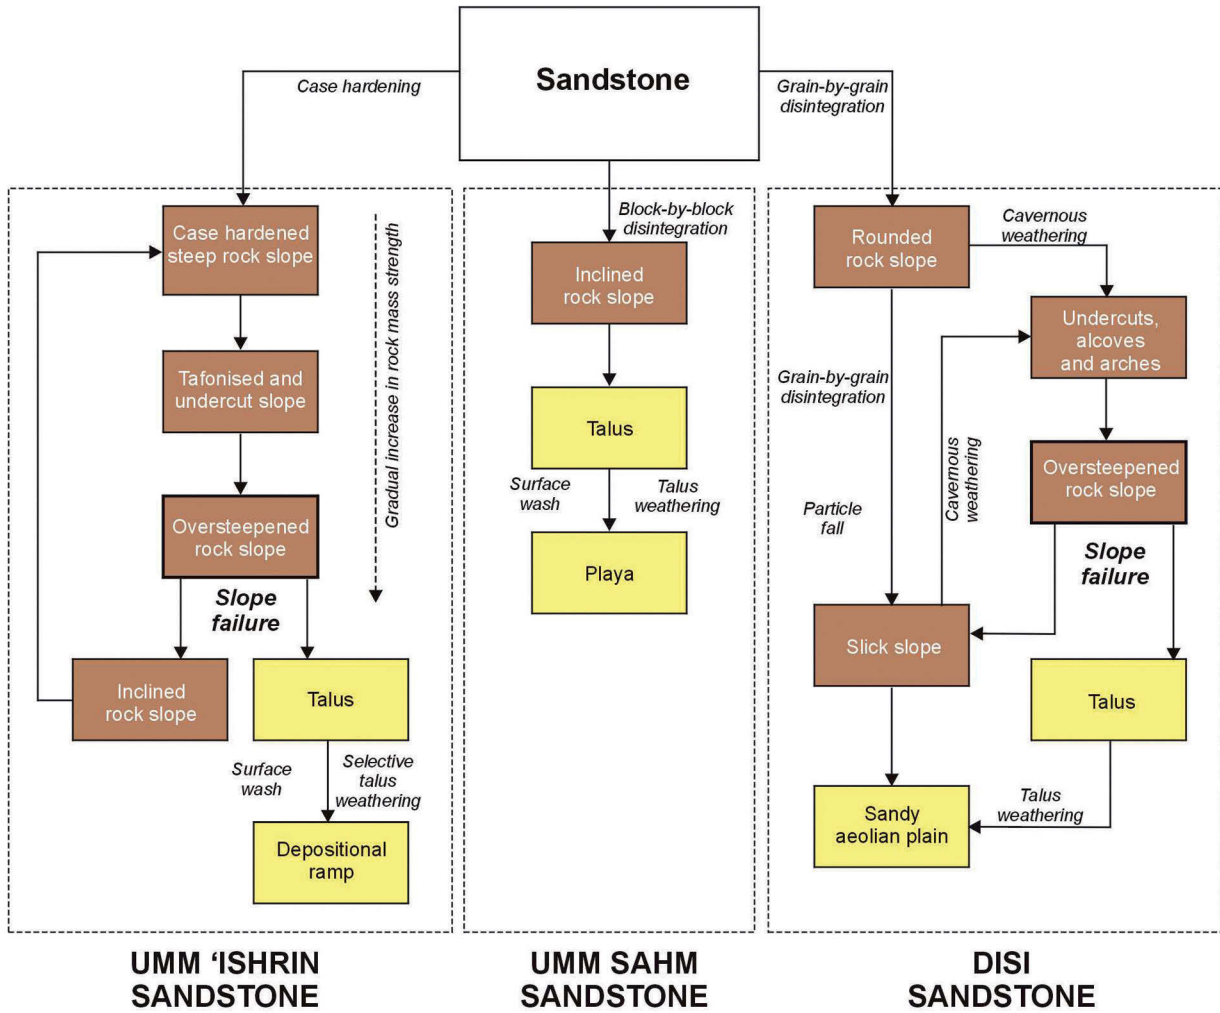 Sandstone
Case hardening
Grain-by-grain
disintegration
Case hardened
steep rock slope
Gradual increase in rock mass strength
Tafonised and
undercut slope
Oversteepened
rock slope
Slope
failure
Inclined
rock slope
Talus
Surface
wash
Selective
talus
weathering
Depositional
ramp
UMM ‘ISHRIN
SANDSTONE
Block-by-block
disintegration
Inclined
rock slope
Talus
Surface
wash
Talus
weathering
Playa
UMM SAHM
SANDSTONE
Rounded
rock slope
Cavernous
weathering
Undercuts,
alcoves
and arches
Grain-by-grain
disintegration
Cavernous
weathering
Oversteepened
rock slope
Particle
fall
Slope
failure
Slick slope
Talus
Sandy
aeolian plain
Talus
weathering
DISI
SANDSTONE